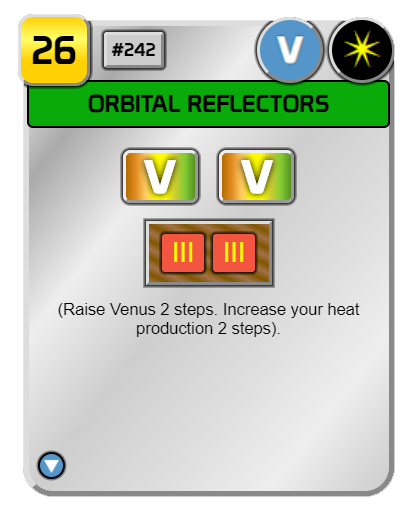 26
#242
V
ORBITAL REFLECTORS
V V
(Raise Venus 2 steps. Increase your heat
production 2 steps).